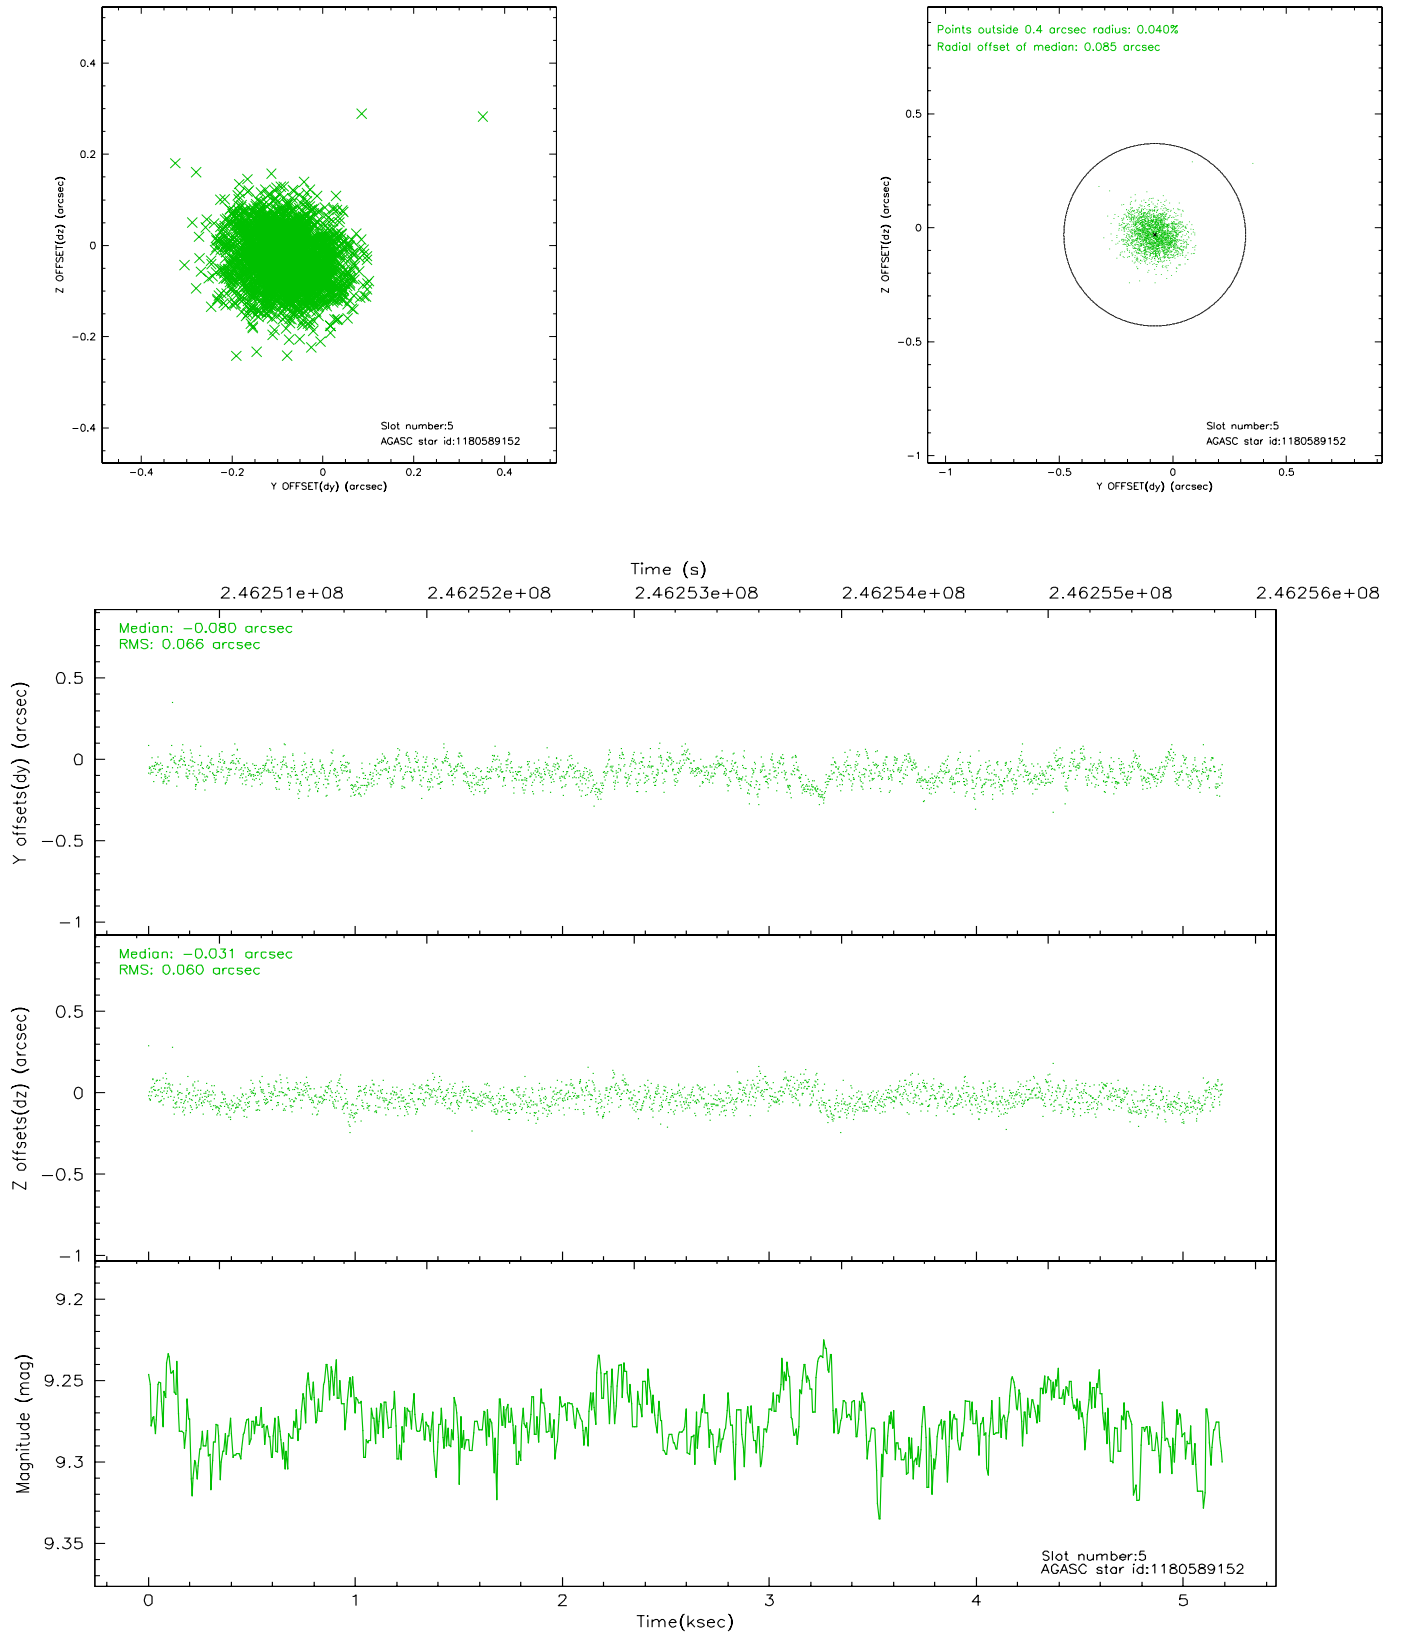 0.4
0.2
0
−0.2
−0.4
−0.4
−0.2
0
0.2
0.4
Z OFFSET(dz) (arcsec)
Y OFFSET(dy) (arcsec)
Slot number:5
AGASC star id:1180589152
Points outside 0.4 arcsec radius: 0.040%
Radial offset of median: 0.085 arcsec
0.5
0
−0.5
−1
−1
−0.5
0
0.5
Z OFFSET(dz) (arcsec)
Y OFFSET(dy) (arcsec)
Slot number:5
AGASC star id:1180589152
Time (s)
2.46251e+08
2.46252e+08
2.46253e+08
2.46254e+08
2.46255e+08
2.46256e+08
Median: −0.080 arcsec
RMS: 0.066 arcsec
0.5
0
−0.5
−1
Y offsets(dy) (arcsec)
Median: −0.031 arcsec
RMS: 0.060 arcsec
0.5
0
−0.5
−1
Z offsets(dz) (arcsec)
9.2
9.25
9.3
9.35
Magnitude (mag)
Slot number:5
AGASC star id:1180589152
0
1
2
3
4
5
Time(ksec)